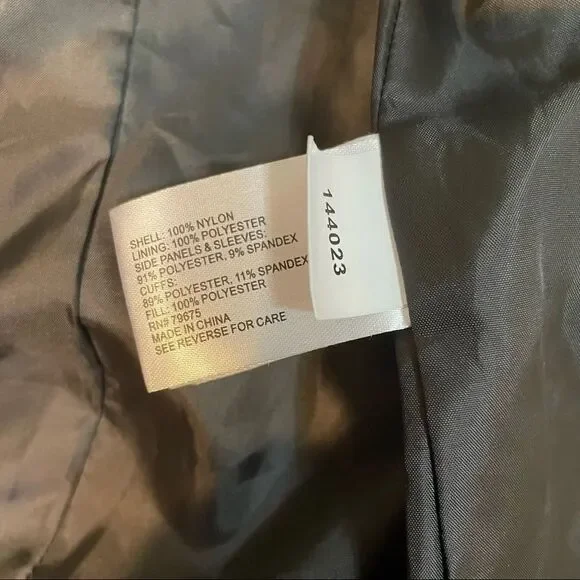 SHELL: 100% NYLON
LINING: 100% POLYESTER
SIDE PANELS & SLEEVES:
91% POLYESTER, 9% SPANDEX
CUFFS:
89% POLYESTER, 11% SPANDEX
FILL: 100% POLYESTER
RN# 79675
MADE IN CHINA
SEE REVERSE FOR CARE
144023